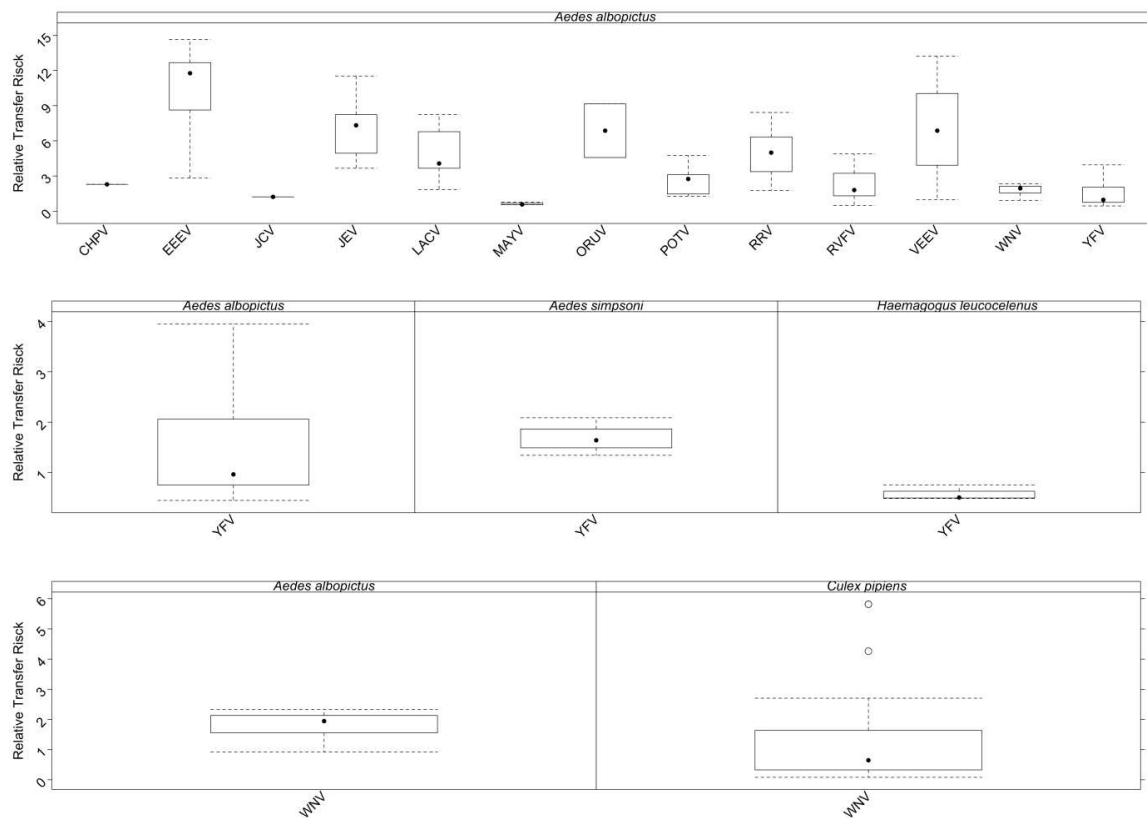 Aedes albopictus
Relative Transfer Risck
15
12
9
6
3
0
CHPV EEEV JCV JEV LACV MAYV ORUV POTV RRV RVFV VEEV WNV YFV
Aedes albopictus Aedes simpsoni Haemagogus leucocelenus
Relative Transfer Risck
4
3
2
1
YFV YFV YFV
Aedes albopictus Culex pipiens
Relative Transfer Risck
6
5
4
3
2
1
0
WNV WNV